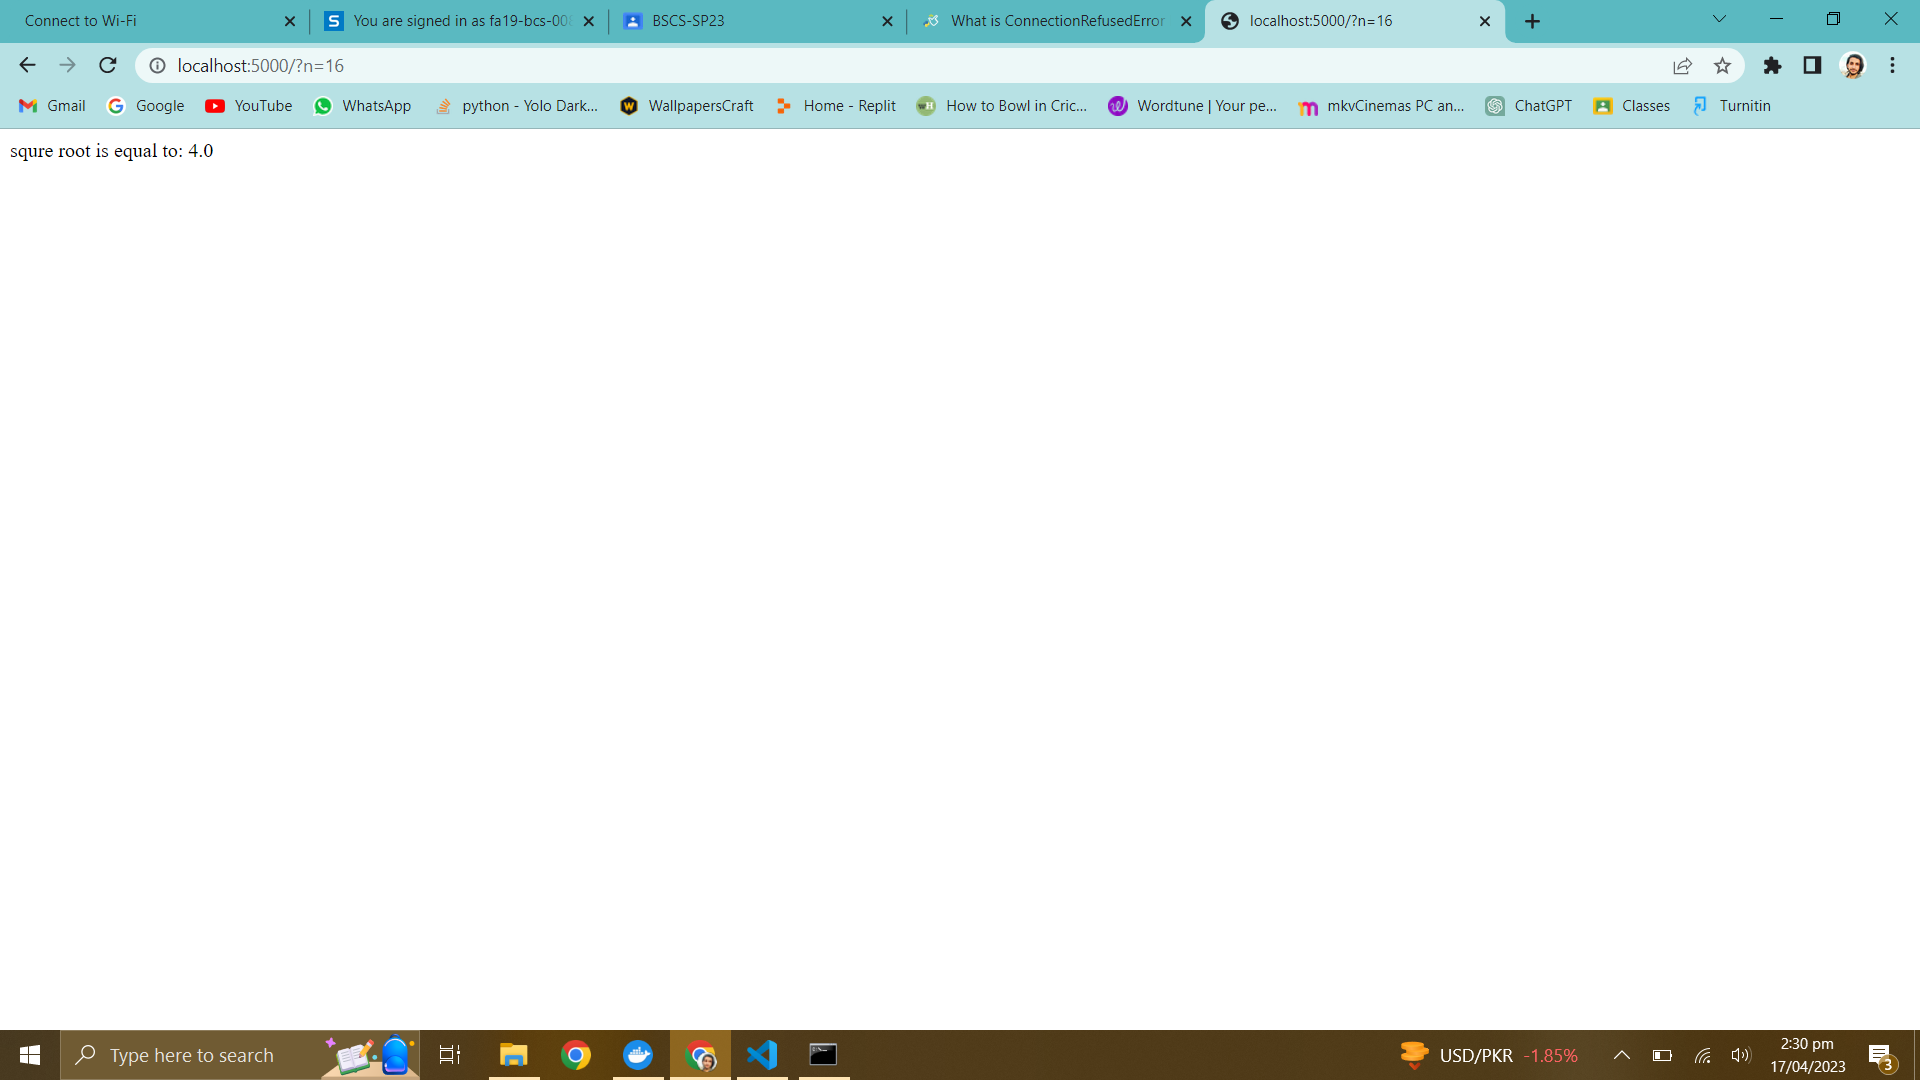 Connect to Wi-Fi
S You are signed in as fa19-bcs-00
BSCS-SP23
What is ConnectionRefusedError
localhost:5000/?n=16
localhost:5000/?n=16
Gmail Google YouTube WhatsApp python - Yolo Dark... WallpapersCraft Home - Replit How to Bowl in Cric... Wordtune | Your pe... mkvCinemas PC an... ChatGPT Classes Turnitin
squre root is equal to: 4.0
Type here to search
USD/PKR -1.85%
2:30 pm
17/04/2023
3